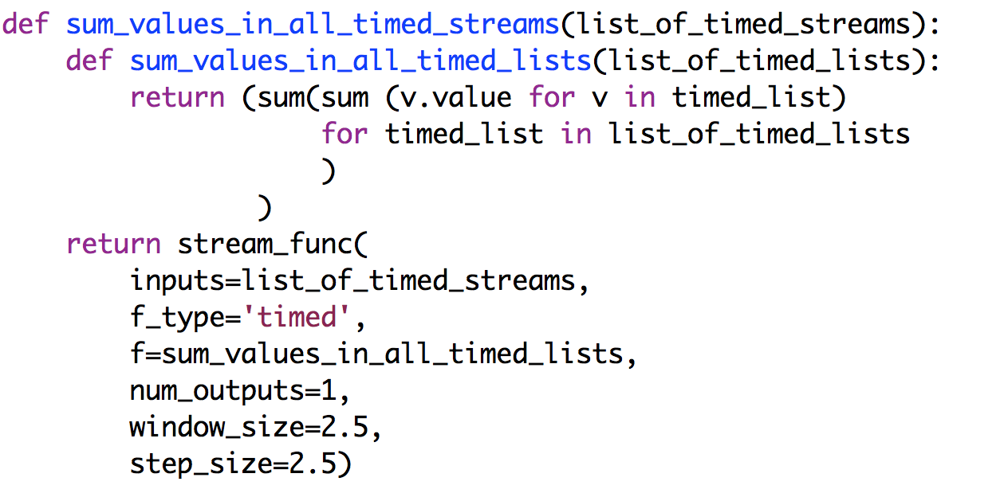 def sum_values_in_all_timed_streams(list_of_timed_streams):
    def sum_values_in_all_timed_lists(list_of_timed_lists):
        return (sum(sum (v.value for v in timed_list)
                    for timed_list in list_of_timed_lists
                    )
                )
    return stream_func(
        inputs=list_of_timed_streams,
        f_type='timed',
        f=sum_values_in_all_timed_lists,
        num_outputs=1,
        window_size=2.5,
        step_size=2.5)